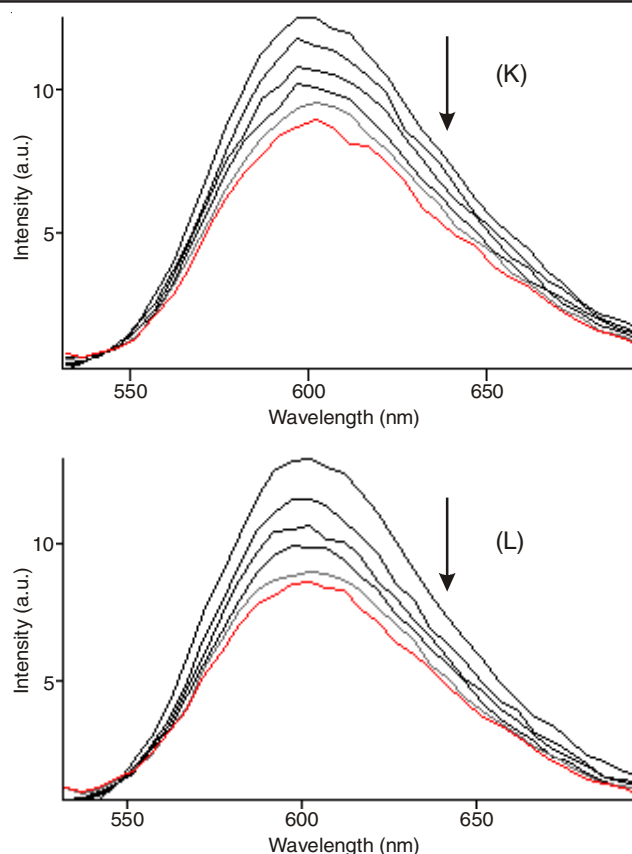 (K)
10
5
Intensity (a.u.)
550 600 650
Wavelength (nm)
(L)
10
5
Intensity (a.u.)
550 600 650
Wavelength (nm)